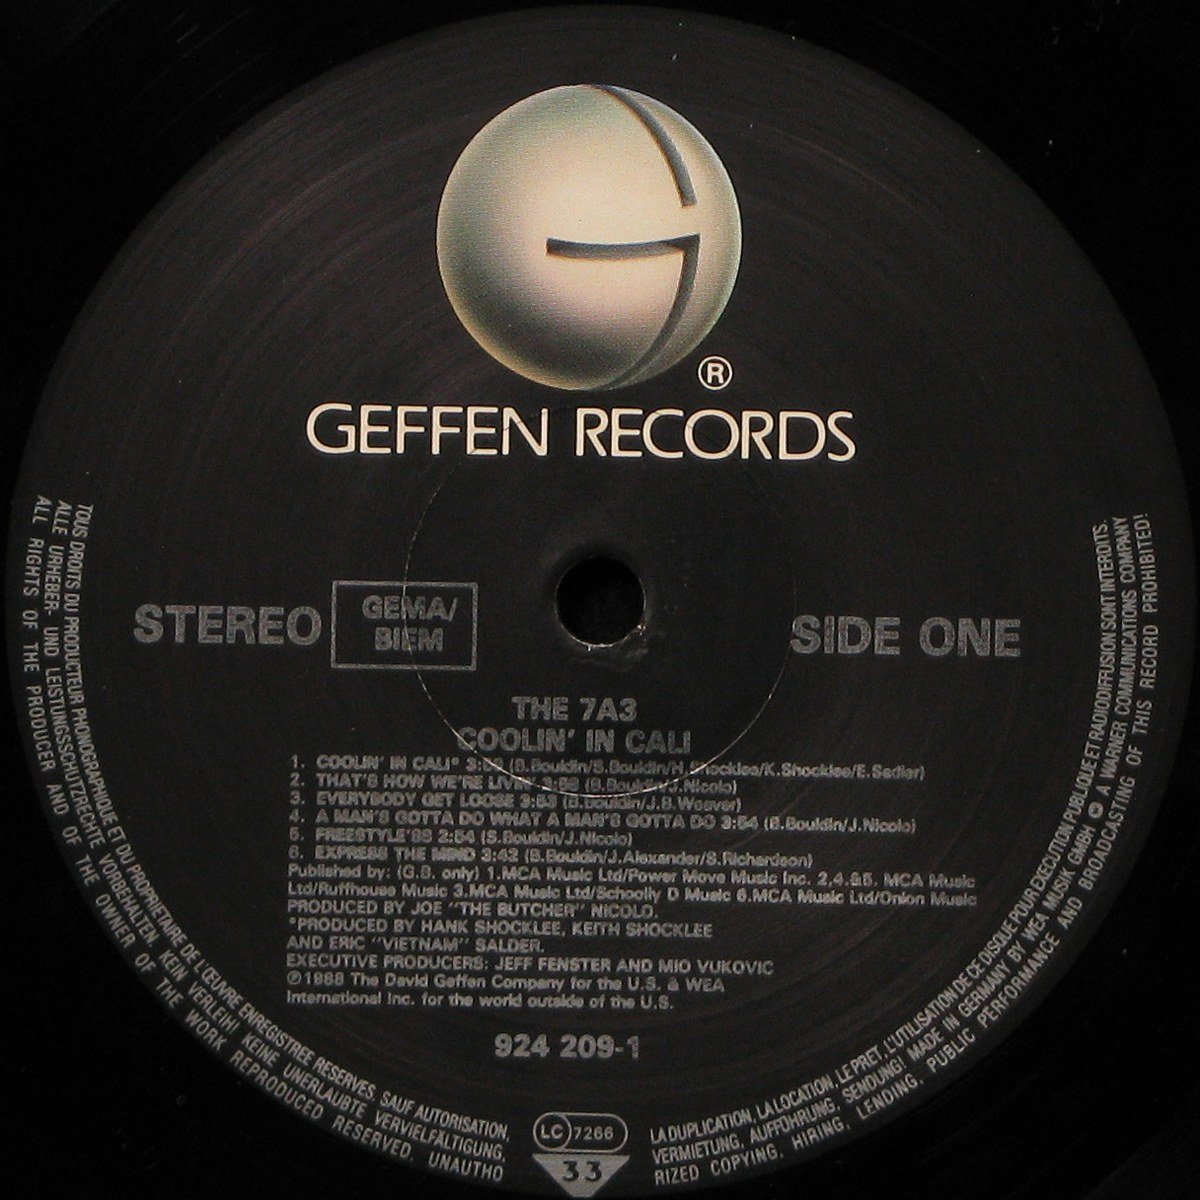 ®
GEFFEN RECORDS
STEREO
GEMA/
BIEM
SIDE ONE
THE 7A3
COOLIN' IN CALI
1. COOLIN' IN CALI* (B.Bouldin/S.Bouldin/H.Shocklee/K.Shocklee/E.Sadler)
2. THAT'S HOW WE'RE LIVIN' (B.Bouldin/J.Nicolo)
3. EVERYBODY GET LOOSE 3:53 (B.Bouldin/J.B.Weaver)
4. A MAN'S GOTTA DO WHAT A MAN'S GOTTA DO 3:54 (B.Bouldin/J.Nicolo)
5. FREESTYLE'88 2:54 (S.Bouldin/J.Nicolo)
6. EXPRESS THE MIND 3:42 (B.Bouldin/J.Alexander/S.Richardson)
Published by: (G.B. only) 1.MCA Music Ltd/Power Move Music Inc. 2,4.&5. MCA Music
Ltd/Ruffhouse Music 3.MCA Music Ltd/Schoolly D Music 6.MCA Music Ltd/Onion Music
PRODUCED BY JOE "THE BUTCHER" NICOLO.
*PRODUCED BY HANK SHOCKLEE, KEITH SHOCKLEE
AND ERIC "VIETNAM" SALDER.
EXECUTIVE PRODUCERS: JEFF FENSTER AND MIO VUKOVIC
℗1988 The David Geffen Company for the U.S. & WEA
International Inc. for the world outside of the U.S.
924 209-1
TOUS DROITS DU PRODUCTEUR PHONOGRAPHIQUE ET DU PROPRIETAIRE DE L'ŒUVRE ENREGISTREE RESERVES. SAUF AUTORISATION,
LA DUPLICATION, LA LOCATION, LE PRET, L'UTILISATION DE CE DISQUE POUR EXECUTION PUBLIQUE ET RADIODIFFUSION SONT INTERDITS.
ALLE URHEBER- UND LEISTUNGSSCHUTZRECHTE VORBEHALTEN. KEIN VERLEIH! KEINE UNERLAUBTE VERVIELFÄLTIGUNG,
VERMIETUNG, AUFFÜHRUNG, SENDUNG! MADE IN GERMANY BY WEA MUSIK GMBH A WARNER COMMUNICATIONS COMPANY
ALL RIGHTS OF THE PRODUCER AND OF THE OWNER OF THE WORK REPRODUCED RESERVED. UNAUTHO
RIZED COPYING, HIRING, LENDING, PUBLIC PERFORMANCE AND BROADCASTING OF THIS RECORD PROHIBITED!
LC 7266
33